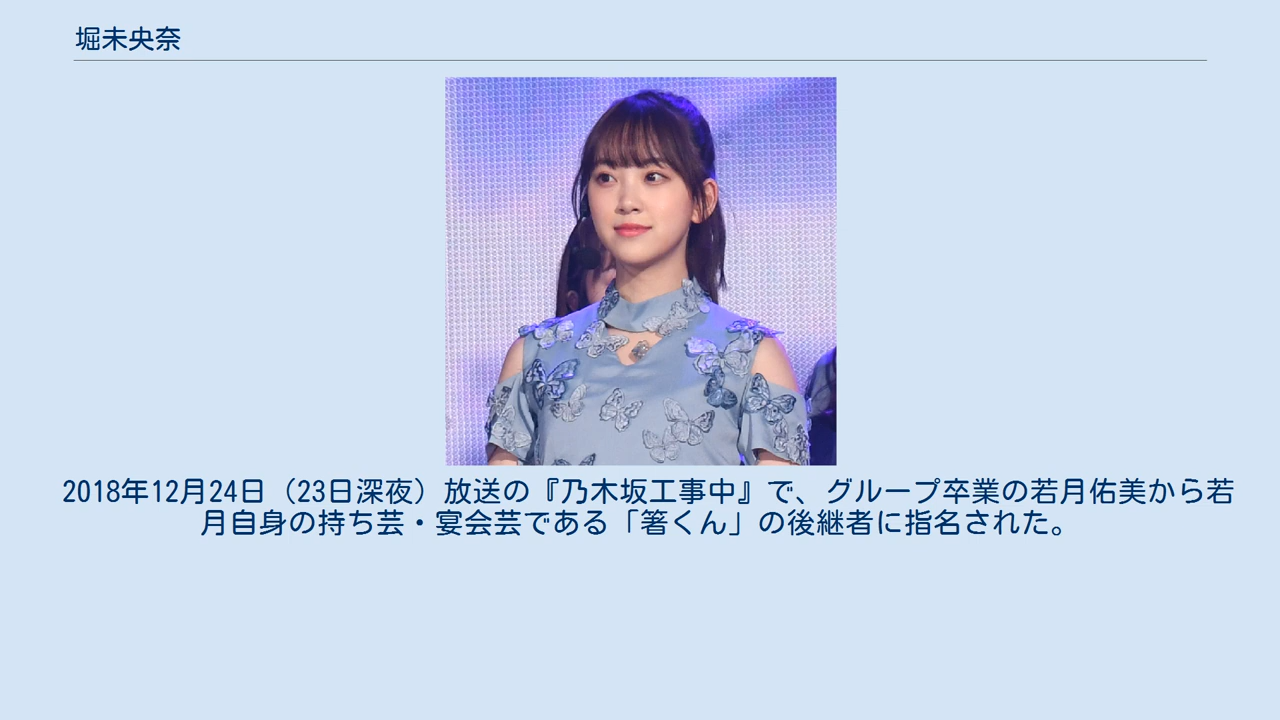 堀未央奈
2018年12月24日（23日深夜）放送の『乃木坂工事中』で、グループ卒業の若月佑美から若
月自身の持ち芸・宴会芸である「箸くん」の後継者に指名された。